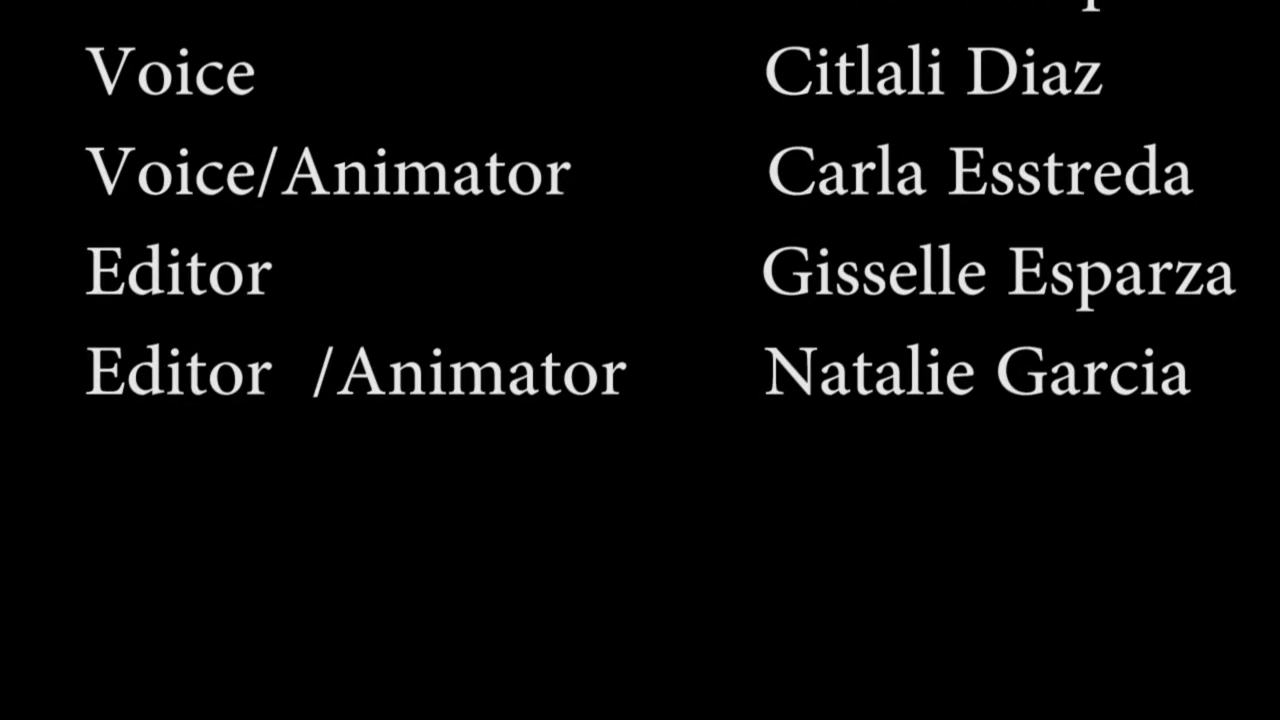 Voice Citlali Diaz
Voice/Animator Carla Esstreda
Editor Gisselle Esparza
Editor /Animator Natalie Garcia